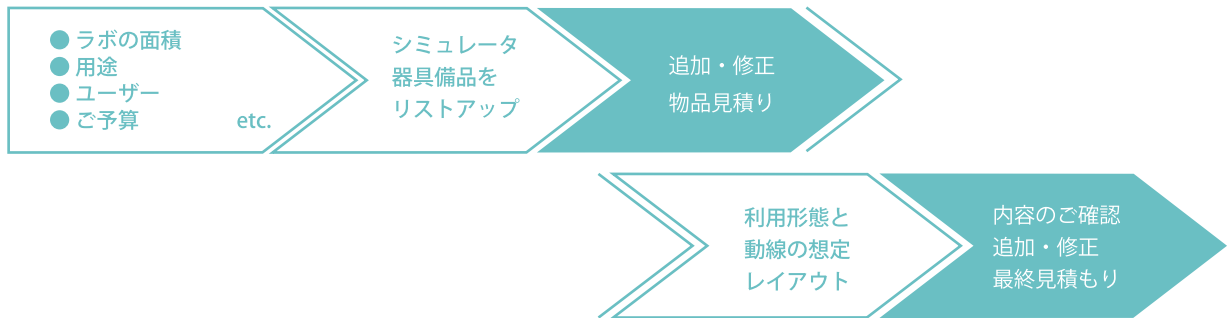 ● ラボの面積
● 用途
● ユーザー
● ご予算 etc.
シミュレータ
器具備品を
リストアップ
追加・修正
物品見積り
利用形態と
動線の想定
レイアウト
内容のご確認
追加・修正
最終見積もり